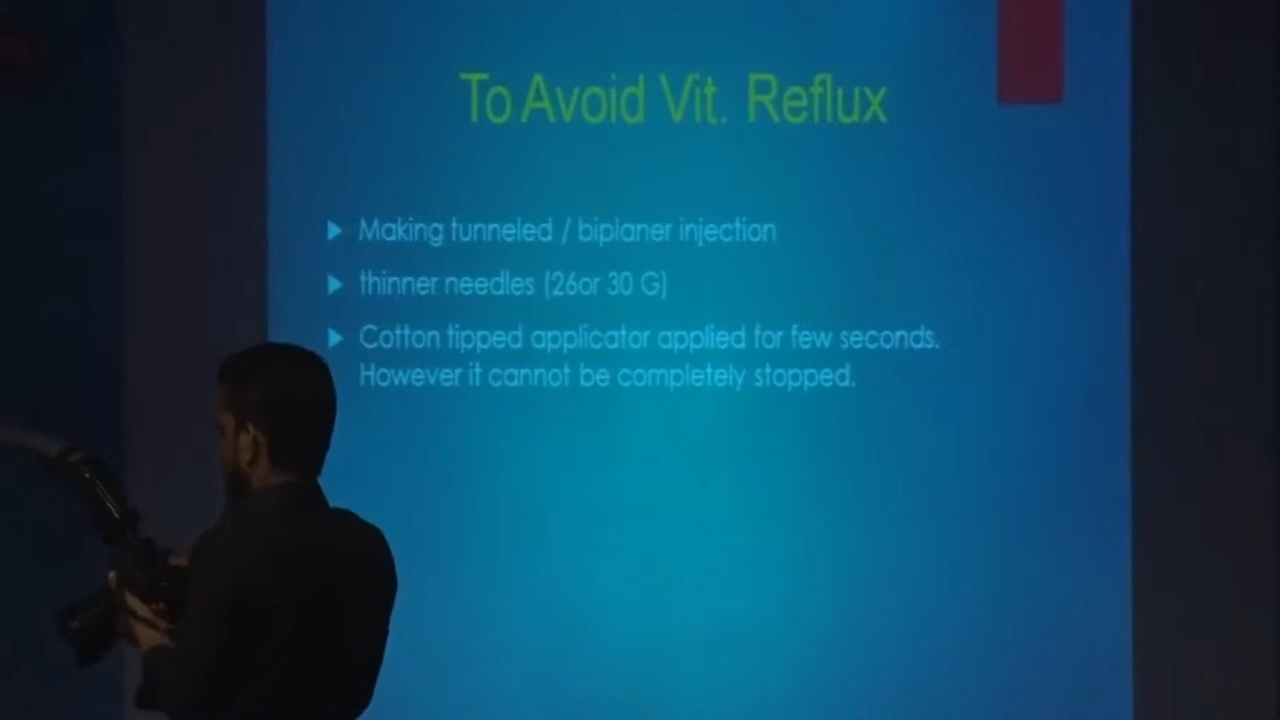 To Avoid Vit. Reflux
Making tunneled / biplaner injection
thinner needles (26or 30 G)
Cotton tipped applicator applied for few seconds.
However it cannot be completely stopped.